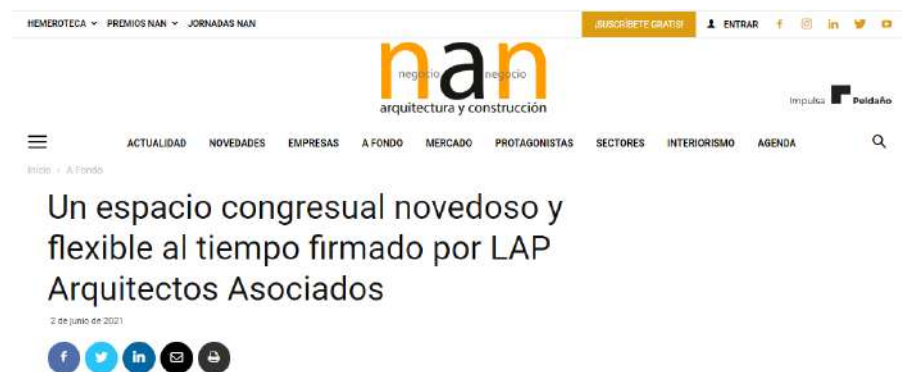 HEMEROTECA PREMIOS NAN JORNADAS NAN ¡SUSCRÍBETE GRATIS! ENTRAR
nan
negocio negocio
arquitectura y construcción
Impulsa Peldaño
ACTUALIDAD NOVEDADES EMPRESAS A FONDO MERCADO PROTAGONISTAS SECTORES INTERIORISMO AGENDA
Inicio › A Fondo
Un espacio congresual novedoso y
flexible al tiempo firmado por LAP
Arquitectos Asociados
2 de junio de 2021